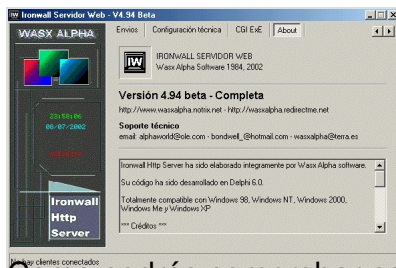 Ironwall Servidor Web - V4.94 Beta
WASX ALPHA
Envios
Configuración técnica
CGI ExE
About
IW
IRONWALL SERVIDOR WEB
Wasx Alpha Software 1984, 2002
Versión 4.94 beta - Completa
http://www.wasxalpha.notrix.net - http://wasxalpha.redirectme.net
23:58:06
08/07/2002
Soporte técnico
email: alphaworld@ole.com - bondwell_@hotmail.com - wasxalpha@terra.es
Ironwall Http Server ha sido elaborado integramente por Wasx Alpha software.
Su código ha sido desarrollado en Delphi 6.0.
Totalmente compatible con Windows 98, Windows NT, Windows 2000,
Windows Me y Windows XP
*** Créditos ***
Ironwall
Http
Server
No hay clientes conectados